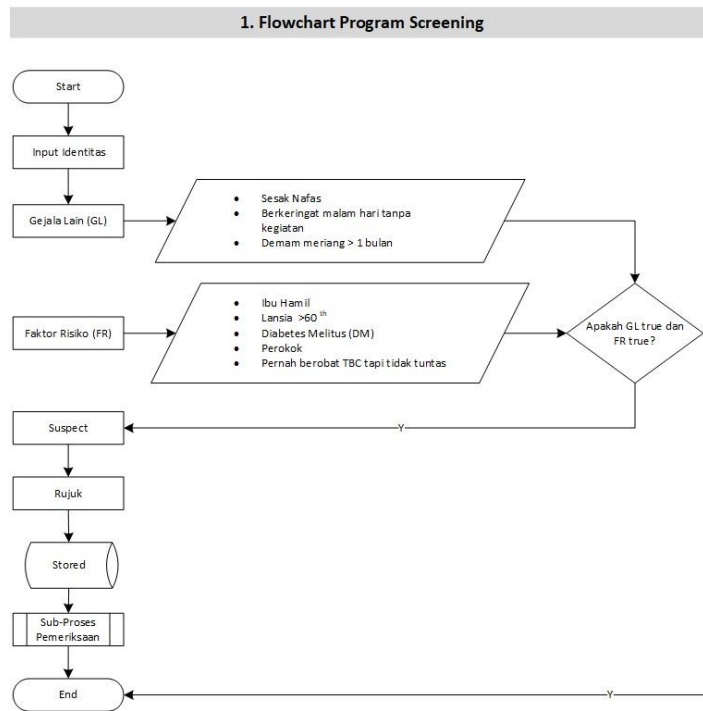 1. Flowchart Program Screening
Start
Input Identitas
Gejala Lain (GL)
• Sesak Nafas
• Berkeringat malam hari tanpa
kegiatan
• Demam meriang > 1 bulan
Faktor Risiko (FR)
• Ibu Hamil
• Lansia >60 th
• Diabetes Melitus (DM)
• Perokok
• Pernah berobat TBC tapi tidak tuntas
Apakah GL true dan
FR true?
Suspect
Y
Rujuk
Stored
Sub-Proses
Pemeriksaan
End
Y